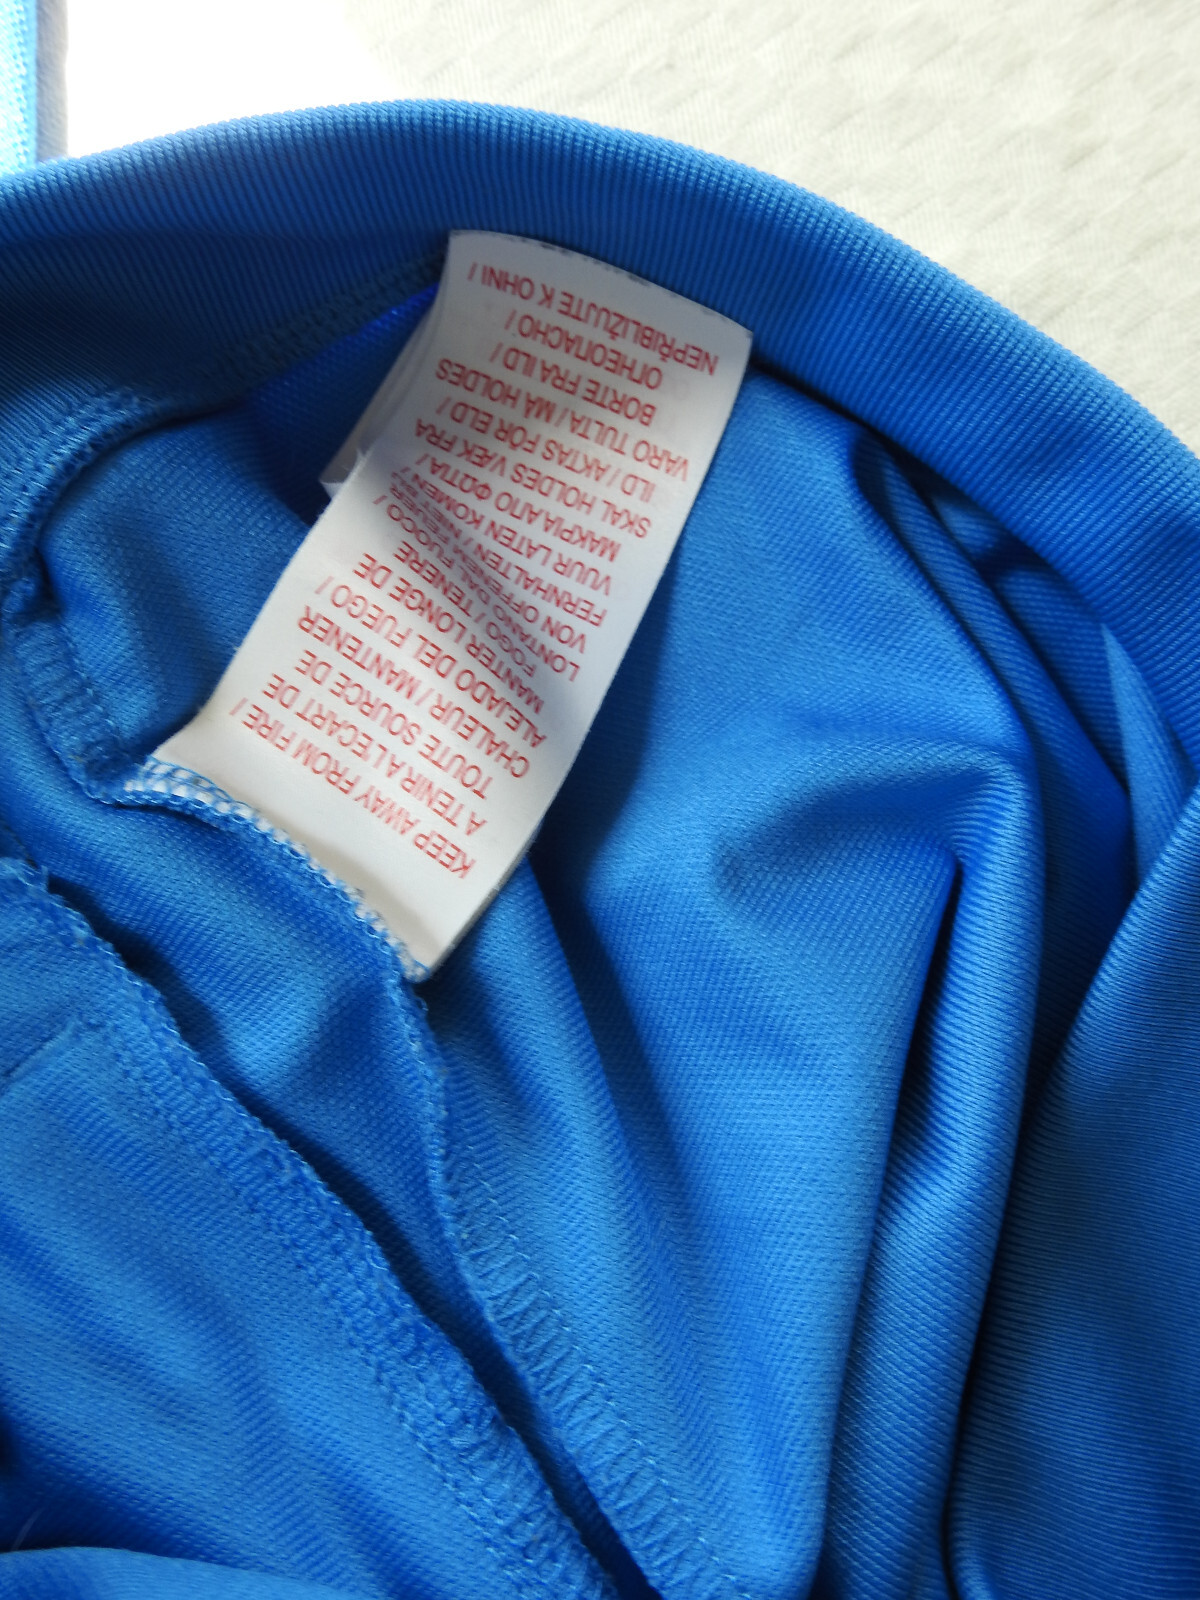 KEEP AWAY FROM FIRE /
A TENIR A L'ECART DE
TOUTE SOURCE DE
CHALEUR / MANTENER
ALEJADO DEL FUEGO /
MANTER LONGE DE
FOGO / TENERE
LONTANO DAL FUOCO /
VON OFFENEM
FERNHALTEN /
VUUR LATEN KOMEN /
ΜΑΚΡΙΑ ΑΠΟ ΦΩΤΙΑ /
SKAL HOLDES VÆK FRA
ILD / AKTAS FÖR ELD /
VARO TULTA / MÅ HOLDES
BORTE FRA ILD /
ОГНЕОПАСНО /
NEPŘIBLIŽUJTE K OHNI /